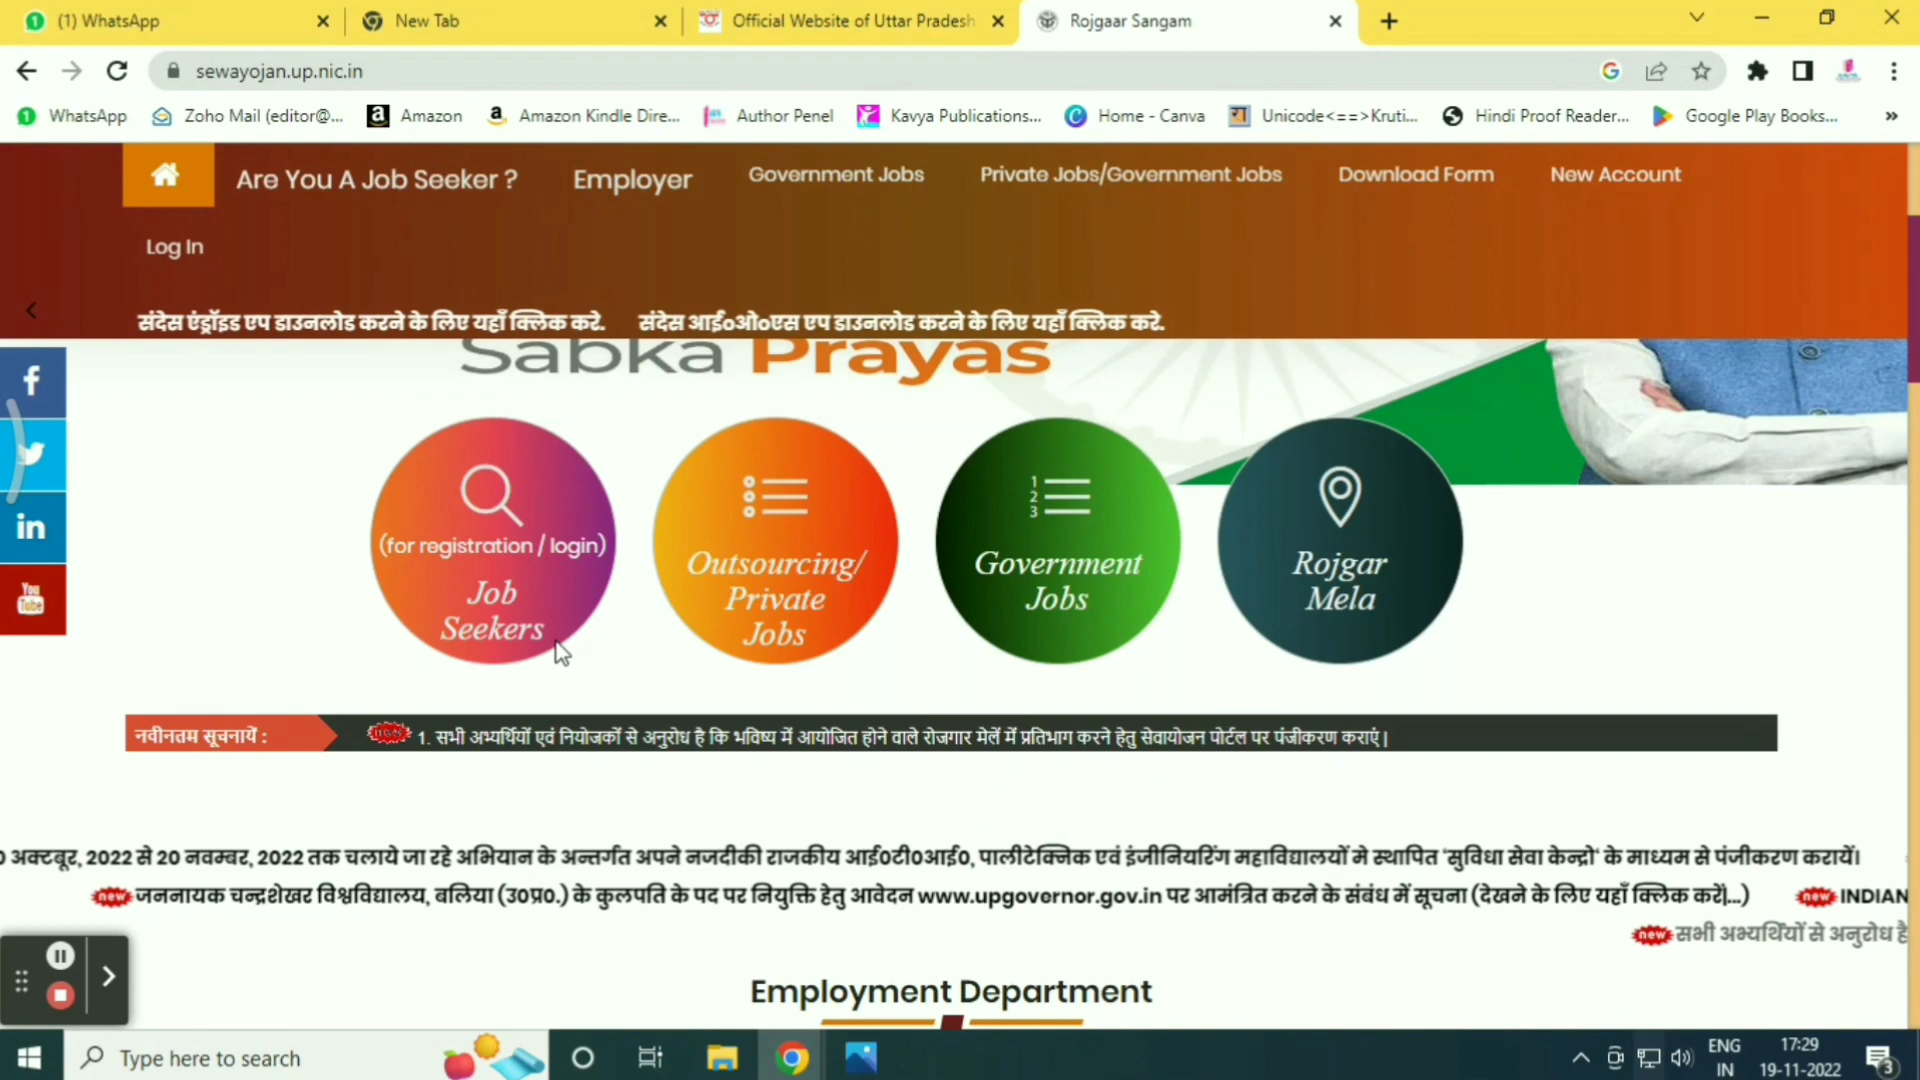 (1) WhatsApp
New Tab
Official Website of Uttar Pradesh
Rojgaar Sangam
sewayojan.up.nic.in
WhatsApp
Zoho Mail (editor@...
Amazon
Amazon Kindle Dire...
Author Penel
Kavya Publications...
Home - Canva
Unicode<==>Kruti...
Hindi Proof Reader...
Google Play Books...
Are You A Job Seeker ?
Employer
Government Jobs
Private Jobs/Government Jobs
Download Form
New Account
Log In
संदेस एंड्रॉइड एप डाउनलोड करने के लिए यहाँ क्लिक करे.
संदेस आई०ओ०एस एप डाउनलोड करने के लिए यहाँ क्लिक करे.
Sabka Prayas
(for registration / login)
Job
Seekers
Outsourcing/
Private
Jobs
1
2
3
Government
Jobs
Rojgar
Mela
You
Tube
नवीनतम सूचनायें :
new
1. सभी अभ्यर्थियों एवं नियोजकों से अनुरोध है कि भविष्य में आयोजित होने वाले रोजगार मेलें में प्रतिभाग करने हेतु सेवायोजन पोर्टल पर पंजीकरण कराएं |
अक्टबूर, 2022 से 20 नवम्बर, 2022 तक चलाये जा रहे अभियान के अन्तर्गत अपने नजदीकी राजकीय आई0टी0आई0, पालीटेक्निक एवं इंजीनियरिंग महाविद्यालयों मे स्थापित 'सुविधा सेवा केन्द्रो' के माध्यम से पंजीकरण करायें।
new जननायक चन्द्रशेखर विश्वविद्यालय, बलिया (उ0प्र0.) के कुलपति के पद पर नियुक्ति हेतु आवेदन www.upgovernor.gov.in पर आमंत्रित करने के संबंध में सूचना (देखने के लिए यहाँ क्लिक करें...) new INDIAN
new सभी अभ्यर्थियों से अनुरोध है
Employment Department
Type here to search
ENG
IN
17:29
19-11-2022
3